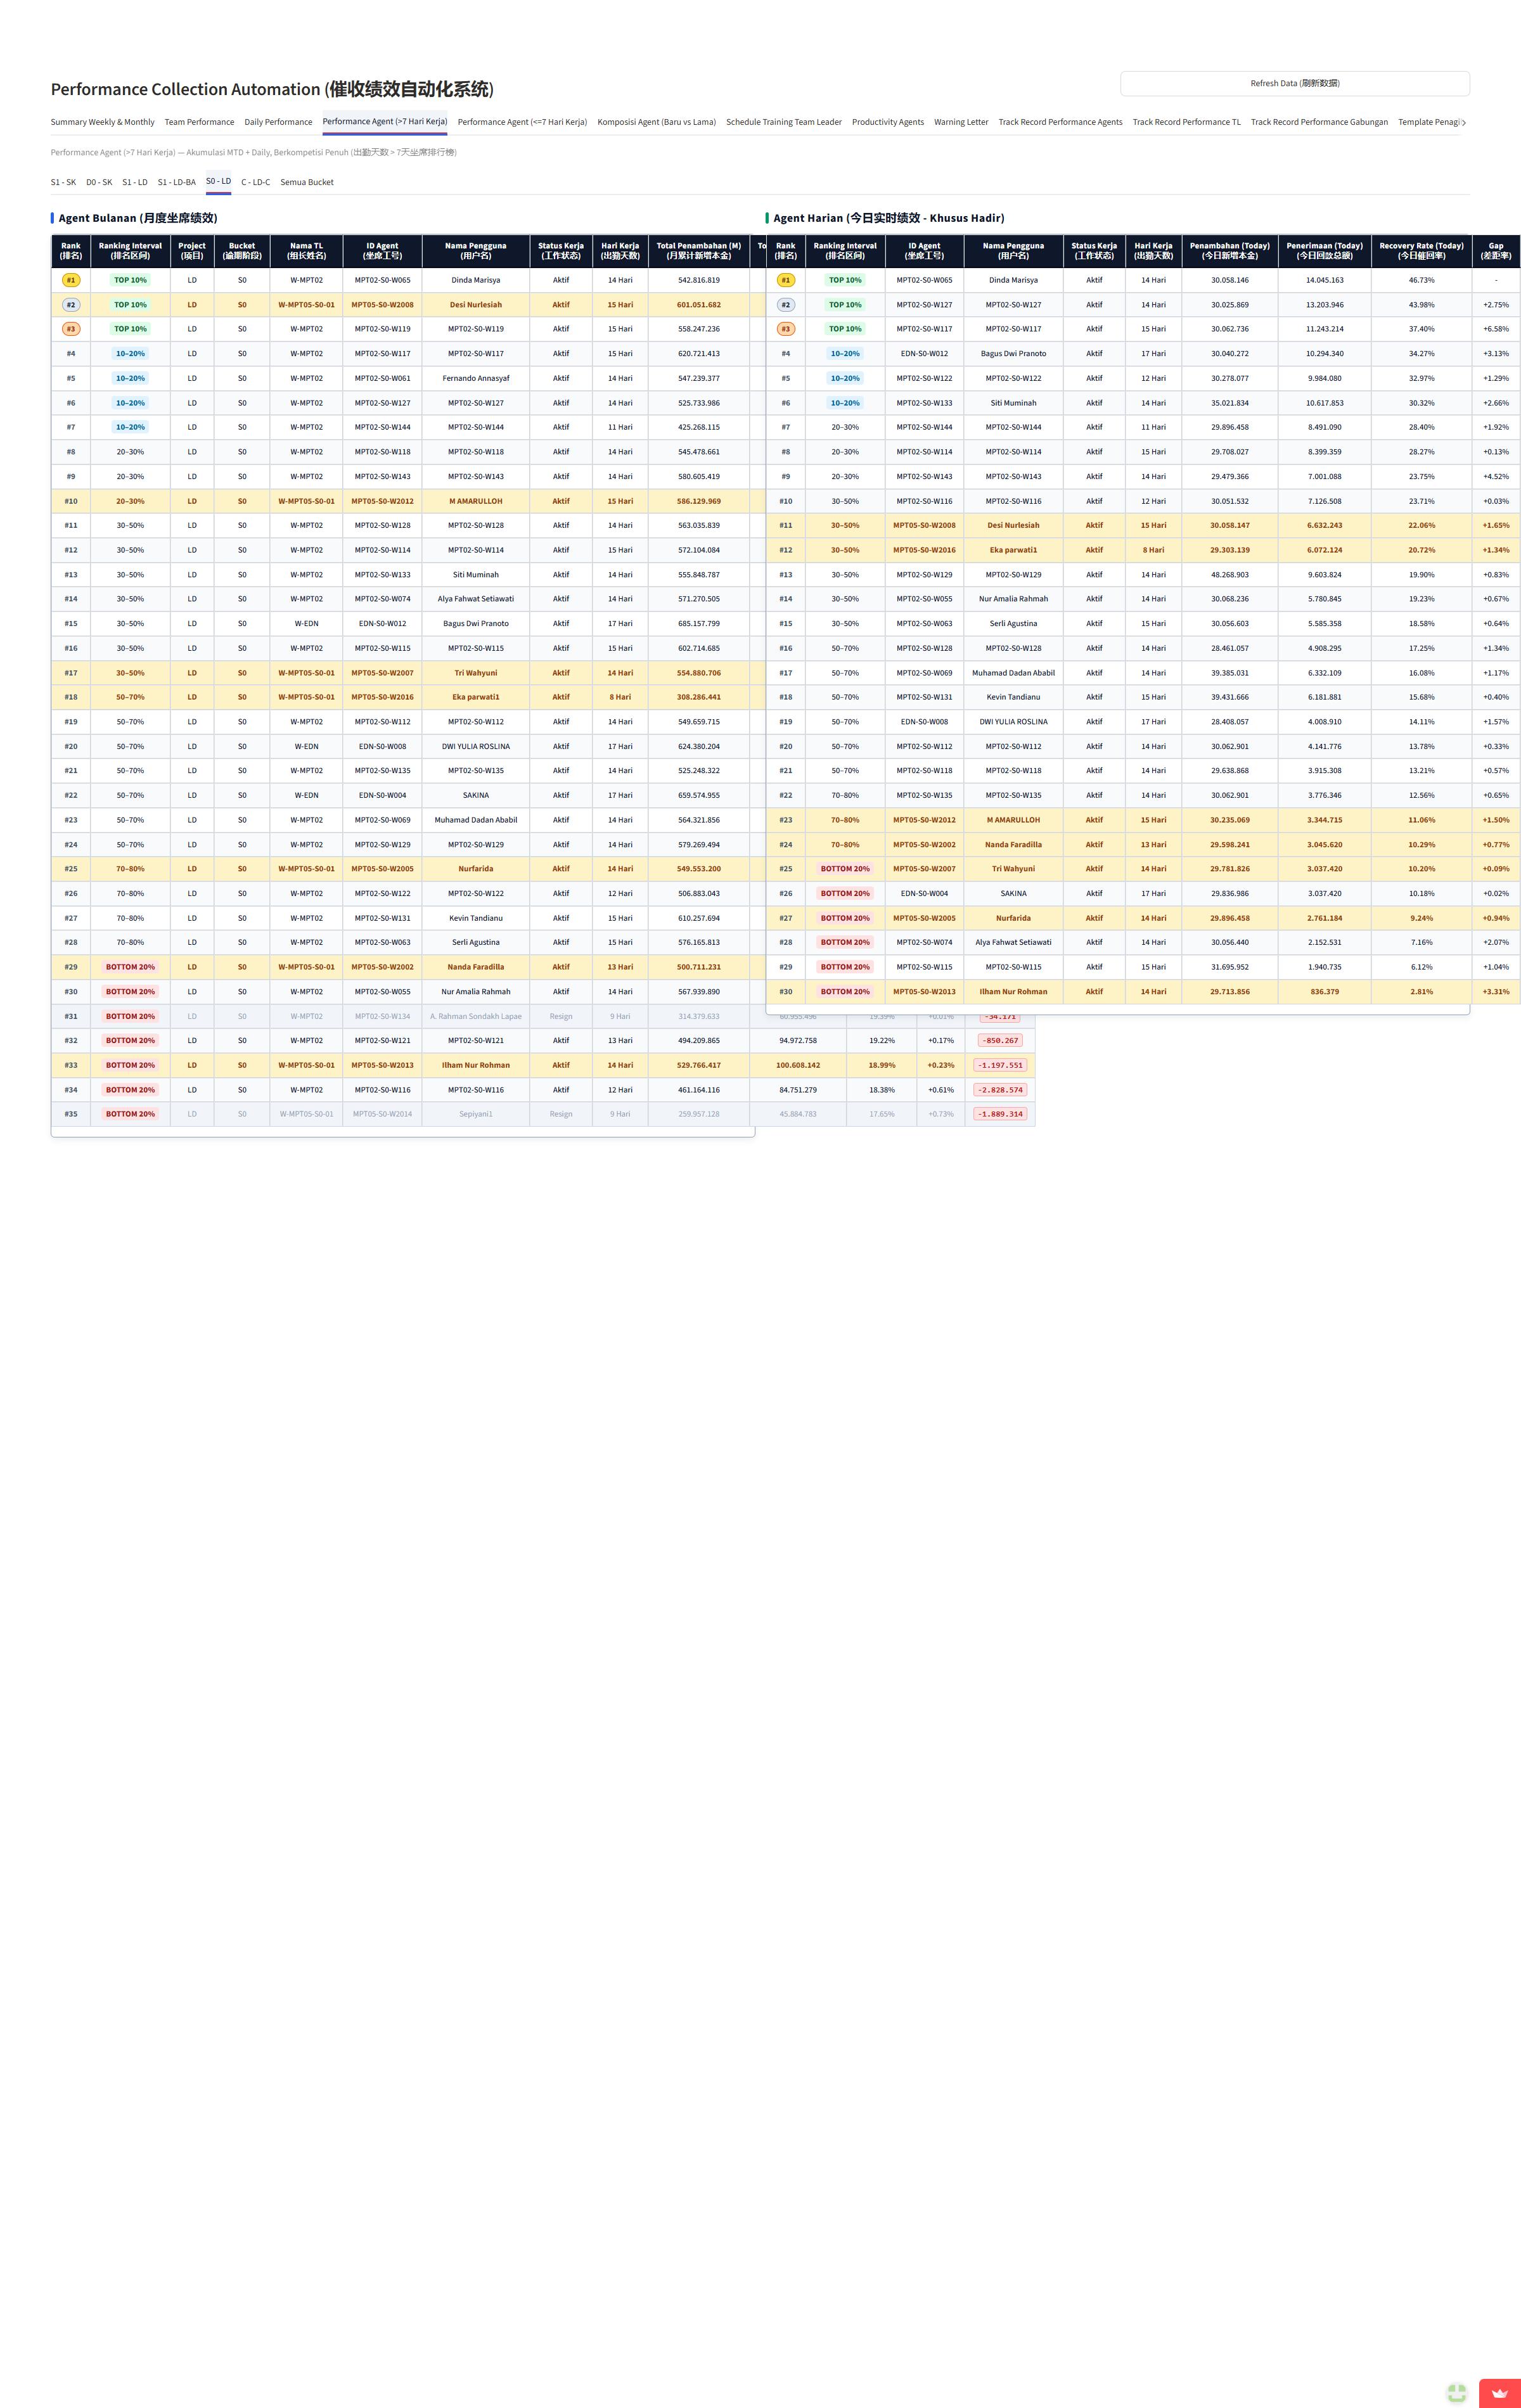 Performance Collection Automation (催收绩效自动化系统)
Refresh Data (刷新数据)
Summary Weekly & Monthly Team Performance Daily Performance Performance Agent (>7 Hari Kerja) Performance Agent (<=7 Hari Kerja) Komposisi Agent (Baru vs Lama) Schedule Training Team Leader Productivity Agents Warning Letter Track Record Performance Agents Track Record Performance TL Track Record Performance Gabungan Template Penagi
Performance Agent (>7 Hari Kerja) — Akumulasi MTD + Daily, Berkompetisi Penuh (出勤天数 > 7天坐席排行榜)
S1 - SK D0 - SK S1 - LD S1 - LD-BA S0 - LD C - LD-C Semua Bucket
Agent Bulanan (月度坐席绩效)
Rank Ranking Interval Project Bucket Nama TL ID Agent Nama Pengguna Status Kerja Hari Kerja Total Penambahan (M) To
(排名) (排名区间) (项目) (逾期阶段) (组长姓名) (坐席工号) (用户名) (工作状态) (出勤天数) (月累计新增本金)
#1 TOP 10% LD S0 W-MPT02 MPT02-S0-W065 Dinda Marisya Aktif 14 Hari 542.816.819
#2 TOP 10% LD S0 W-MPT05-S0-01 MPT05-S0-W2008 Desi Nurlesiah Aktif 15 Hari 601.051.682
#3 TOP 10% LD S0 W-MPT02 MPT02-S0-W119 MPT02-S0-W119 Aktif 15 Hari 558.247.236
#4 10–20% LD S0 W-MPT02 MPT02-S0-W117 MPT02-S0-W117 Aktif 15 Hari 620.721.413
#5 10–20% LD S0 W-MPT02 MPT02-S0-W061 Fernando Annasyaf Aktif 15 Hari 547.239.377
#6 10–20% LD S0 W-MPT02 MPT02-S0-W127 MPT02-S0-W127 Aktif 14 Hari 525.733.986
#7 10–20% LD S0 W-MPT02 MPT02-S0-W144 MPT02-S0-W144 Aktif 11 Hari 425.268.115
#8 20–30% LD S0 W-MPT02 MPT02-S0-W118 MPT02-S0-W118 Aktif 14 Hari 545.478.661
#9 20–30% LD S0 W-MPT02 MPT02-S0-W143 MPT02-S0-W143 Aktif 14 Hari 580.605.419
#10 20–30% LD S0 W-MPT05-S0-01 MPT05-S0-W2012 M AMARULLOH Aktif 15 Hari 586.129.969
#11 30–50% LD S0 W-MPT02 MPT02-S0-W128 MPT02-S0-W128 Aktif 14 Hari 563.035.839
#12 30–50% LD S0 W-MPT02 MPT02-S0-W114 MPT02-S0-W114 Aktif 15 Hari 572.104.084
#13 30–50% LD S0 W-MPT02 MPT02-S0-W133 Siti Muminah Aktif 14 Hari 555.848.787
#14 30–50% LD S0 W-MPT02 MPT02-S0-W074 Alya Fahwat Setiawati Aktif 14 Hari 571.270.505
#15 30–50% LD S0 W-EDN EDN-S0-W012 Bagus Dwi Pranoto Aktif 17 Hari 685.157.799
#16 30–50% LD S0 W-MPT02 MPT02-S0-W115 MPT02-S0-W115 Aktif 15 Hari 602.714.685
#17 30–50% LD S0 W-MPT05-S0-01 MPT05-S0-W2007 Tri Wahyuni Aktif 14 Hari 554.880.706
#18 50–70% LD S0 W-MPT05-S0-01 MPT05-S0-W2016 Eka parwati1 Aktif 8 Hari 308.286.441
#19 50–70% LD S0 W-MPT02 MPT02-S0-W112 MPT02-S0-W112 Aktif 14 Hari 549.659.715
#20 50–70% LD S0 W-EDN EDN-S0-W008 DWI YULIA ROSLINA Aktif 17 Hari 624.380.204
#21 50–70% LD S0 W-MPT02 MPT02-S0-W135 MPT02-S0-W135 Aktif 14 Hari 525.248.322
#22 50–70% LD S0 W-EDN EDN-S0-W004 SAKINA Aktif 17 Hari 659.574.955
#23 50–70% LD S0 W-MPT02 MPT02-S0-W069 Muhamad Dadan Ababil Aktif 14 Hari 564.321.856
#24 50–70% LD S0 W-MPT02 MPT02-S0-W129 MPT02-S0-W129 Aktif 14 Hari 579.269.494
#25 70–80% LD S0 W-MPT05-S0-01 MPT05-S0-W2005 Nurfarida Aktif 14 Hari 549.553.200
#26 70–80% LD S0 W-MPT02 MPT02-S0-W122 MPT02-S0-W122 Aktif 12 Hari 506.883.043
#27 70–80% LD S0 W-MPT02 MPT02-S0-W131 Kevin Tandianu Aktif 15 Hari 610.257.694
#28 70–80% LD S0 W-MPT02 MPT02-S0-W063 Serli Agustina Aktif 15 Hari 576.165.813
#29 BOTTOM 20% LD S0 W-MPT05-S0-01 MPT05-S0-W2002 Nanda Faradilla Aktif 13 Hari 500.711.231
#30 BOTTOM 20% LD S0 W-MPT02 MPT02-S0-W055 Nur Amalia Rahmah Aktif 14 Hari 567.939.890
#31 BOTTOM 20% LD S0 W-MPT02 MPT02-S0-W134 A. Rahman Sondakh Lapae Resign 9 Hari 314.379.633 60.955.496 19.39% +0.01% -34.171
#32 BOTTOM 20% LD S0 W-MPT02 MPT02-S0-W121 MPT02-S0-W121 Aktif 13 Hari 494.209.865 94.972.758 19.22% +0.17% -850.267
#33 BOTTOM 20% LD S0 W-MPT05-S0-01 MPT05-S0-W2013 Ilham Nur Rohman Aktif 14 Hari 529.766.417 100.608.142 18.99% +0.23% -1.197.551
#34 BOTTOM 20% LD S0 W-MPT02 MPT02-S0-W116 MPT02-S0-W116 Aktif 12 Hari 461.164.116 84.751.279 18.38% +0.61% -2.828.574
#35 BOTTOM 20% LD S0 W-MPT05-S0-01 MPT05-S0-W2014 Sepiyani1 Resign 9 Hari 259.957.128 45.884.783 17.65% +0.73% -1.889.314
Agent Harian (今日实时绩效 - Khusus Hadir)
Rank Ranking Interval ID Agent Nama Pengguna Status Kerja Hari Kerja Penambahan (Today) Penerimaan (Today) Recovery Rate (Today) Gap
(排名) (排名区间) (坐席工号) (用户名) (工作状态) (出勤天数) (今日新增本金) (今日回款总额) (今日催回率) (差距率)
#1 TOP 10% MPT02-S0-W065 Dinda Marisya Aktif 14 Hari 30.058.146 14.045.163 46.73% -
#2 TOP 10% MPT02-S0-W127 MPT02-S0-W127 Aktif 14 Hari 30.025.869 13.203.946 43.98% +2.75%
#3 TOP 10% MPT02-S0-W117 MPT02-S0-W117 Aktif 15 Hari 30.062.736 11.243.214 37.40% +6.58%
#4 10–20% EDN-S0-W012 Bagus Dwi Pranoto Aktif 17 Hari 30.040.272 10.294.340 34.27% +3.13%
#5 10–20% MPT02-S0-W122 MPT02-S0-W122 Aktif 12 Hari 30.278.077 9.984.080 32.97% +1.29%
#6 10–20% MPT02-S0-W133 Siti Muminah Aktif 14 Hari 35.021.834 10.617.853 30.32% +2.66%
#7 20–30% MPT02-S0-W144 MPT02-S0-W144 Aktif 11 Hari 29.896.458 8.491.090 28.40% +1.92%
#8 20–30% MPT02-S0-W114 MPT02-S0-W114 Aktif 15 Hari 29.708.027 8.399.359 28.27% +0.13%
#9 20–30% MPT02-S0-W143 MPT02-S0-W143 Aktif 14 Hari 29.479.366 7.001.088 23.75% +4.52%
#10 30–50% MPT02-S0-W116 MPT02-S0-W116 Aktif 12 Hari 30.051.532 7.126.508 23.71% +0.03%
#11 30–50% MPT05-S0-W2008 Desi Nurlesiah Aktif 15 Hari 30.058.147 6.632.243 22.06% +1.65%
#12 30–50% MPT05-S0-W2016 Eka parwati1 Aktif 8 Hari 29.303.139 6.072.124 20.72% +1.34%
#13 30–50% MPT02-S0-W129 MPT02-S0-W129 Aktif 14 Hari 48.268.903 9.603.824 19.90% +0.83%
#14 30–50% MPT02-S0-W055 Nur Amalia Rahmah Aktif 14 Hari 30.068.236 5.780.845 19.23% +0.67%
#15 30–50% MPT02-S0-W063 Serli Agustina Aktif 15 Hari 30.056.603 5.585.358 18.58% +0.64%
#16 50–70% MPT02-S0-W128 MPT02-S0-W128 Aktif 14 Hari 28.461.057 4.908.295 17.25% +1.34%
#17 50–70% MPT02-S0-W069 Muhamad Dadan Ababil Aktif 14 Hari 39.385.031 6.332.109 16.08% +1.17%
#18 50–70% MPT02-S0-W131 Kevin Tandianu Aktif 15 Hari 39.431.666 6.181.881 15.68% +0.40%
#19 50–70% EDN-S0-W008 DWI YULIA ROSLINA Aktif 17 Hari 28.408.057 4.008.910 14.11% +1.57%
#20 50–70% MPT02-S0-W112 MPT02-S0-W112 Aktif 14 Hari 30.062.901 4.141.776 13.78% +0.33%
#21 50–70% MPT02-S0-W118 MPT02-S0-W118 Aktif 14 Hari 29.638.868 3.915.308 13.21% +0.57%
#22 70–80% MPT02-S0-W135 MPT02-S0-W135 Aktif 14 Hari 30.062.901 3.776.346 12.56% +0.65%
#23 70–80% MPT05-S0-W2012 M AMARULLOH Aktif 15 Hari 30.235.069 3.344.715 11.06% +1.50%
#24 70–80% MPT05-S0-W2002 Nanda Faradilla Aktif 13 Hari 29.598.241 3.045.620 10.29% +0.77%
#25 BOTTOM 20% MPT05-S0-W2007 Tri Wahyuni Aktif 14 Hari 29.781.826 3.037.420 10.20% +0.09%
#26 BOTTOM 20% EDN-S0-W004 SAKINA Aktif 17 Hari 29.836.986 3.037.420 10.18% +0.02%
#27 BOTTOM 20% MPT05-S0-W2005 Nurfarida Aktif 14 Hari 29.896.458 2.761.184 9.24% +0.94%
#28 BOTTOM 20% MPT02-S0-W074 Alya Fahwat Setiawati Aktif 14 Hari 30.056.440 2.152.531 7.16% +2.07%
#29 BOTTOM 20% MPT02-S0-W115 MPT02-S0-W115 Aktif 15 Hari 31.695.952 1.940.735 6.12% +1.04%
#30 BOTTOM 20% MPT05-S0-W2013 Ilham Nur Rohman Aktif 14 Hari 29.713.856 836.379 2.81% +3.31%